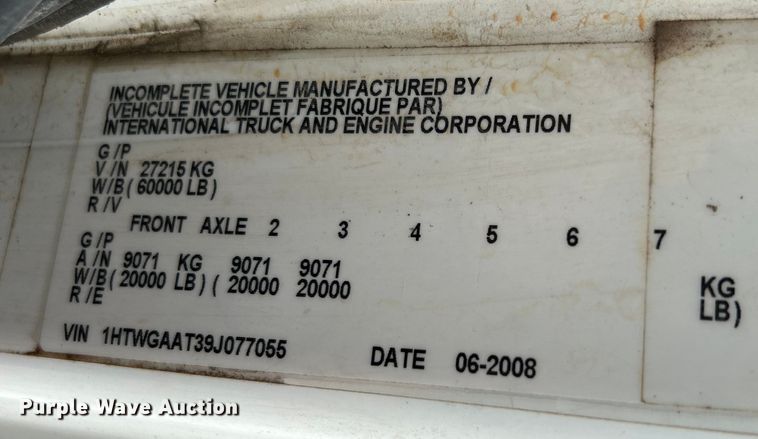 INCOMPLETE VEHICLE MANUFACTURED BY /
(VEHICULE INCOMPLET FABRIQUE PAR)
INTERNATIONAL TRUCK AND ENGINE CORPORATION
G /P
V /N 27215 KG
W/B ( 60000 LB)
R /V
FRONT AXLE 2 3 4 5 6 7
G /P
A /N 9071 KG 9071 9071
W/B( 20000 LB) ( 20000 20000
R /E
KG
LB)
VIN 1HTWGAAT39J077055 DATE 06-2008
Purple Wave Auction